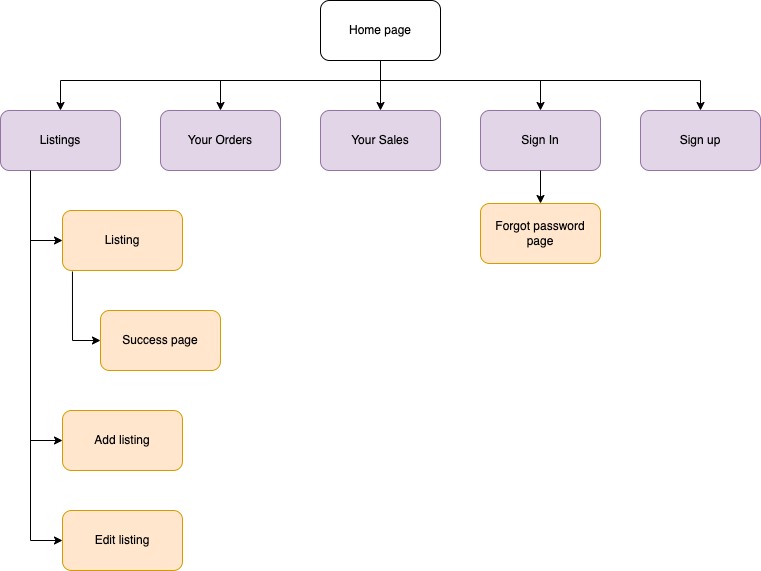 Home page
Listings
Your Orders
Your Sales
Sign In
Sign up
Listing
Forgot password
page
Success page
Add listing
Edit listing